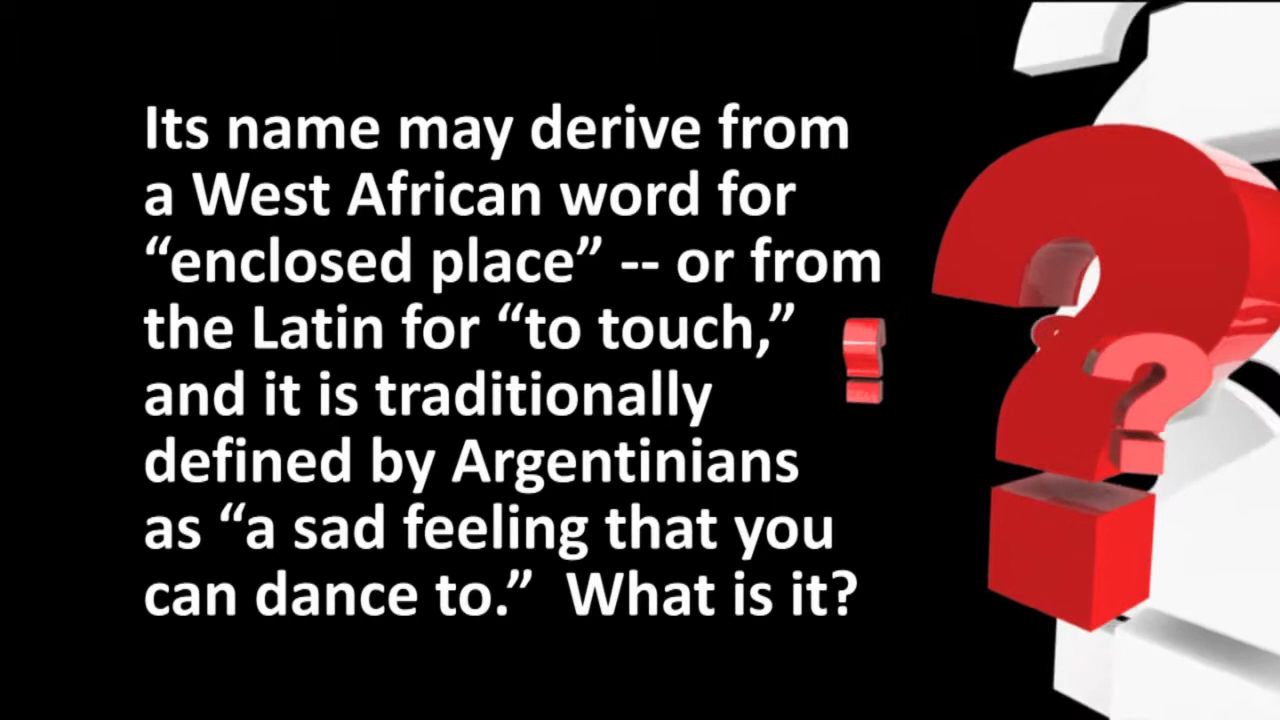 Its name may derive from
a West African word for
“enclosed place” -- or from
the Latin for “to touch,”
and it is traditionally
defined by Argentinians
as “a sad feeling that you
can dance to.”  What is it?